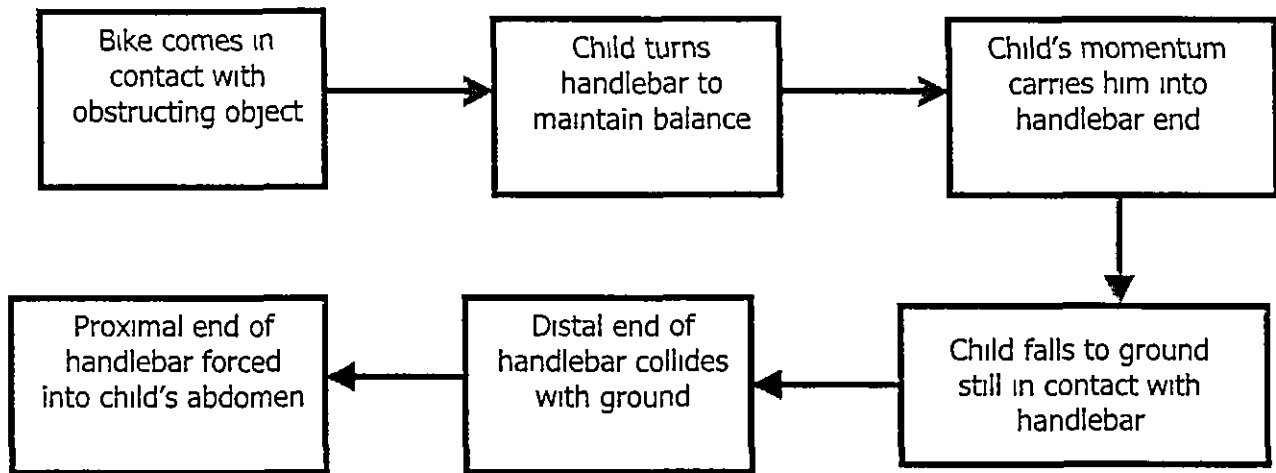 Bike comes in
contact with
obstructing object
Child turns
handlebar to
maintain balance
Child's momentum
carries him into
handlebar end
Child falls to ground
still in contact with
handlebar
Distal end of
handlebar collides
with ground
Proximal end of
handlebar forced
into child's abdomen